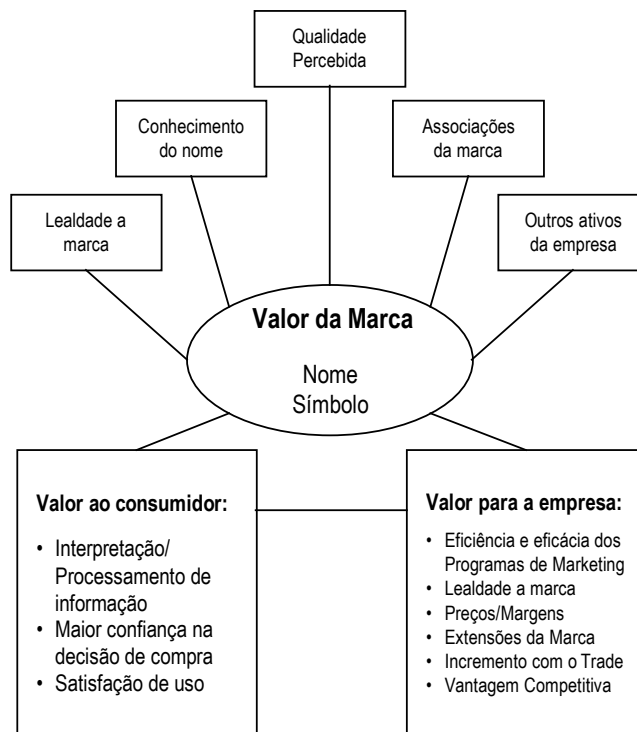 Qualidade
Percebida
Conhecimento
do nome
Associações
da marca
Lealdade a
marca
Outros ativos
da empresa
Valor da Marca
Nome
Símbolo
Valor ao consumidor:
• Interpretação/
Processamento de
informação
• Maior confiança na
decisão de compra
• Satisfação de uso
Valor para a empresa:
• Eficiência e eficácia dos
Programas de Marketing
• Lealdade a marca
• Preços/Margens
• Extensões da Marca
• Incremento com o Trade
• Vantagem Competitiva